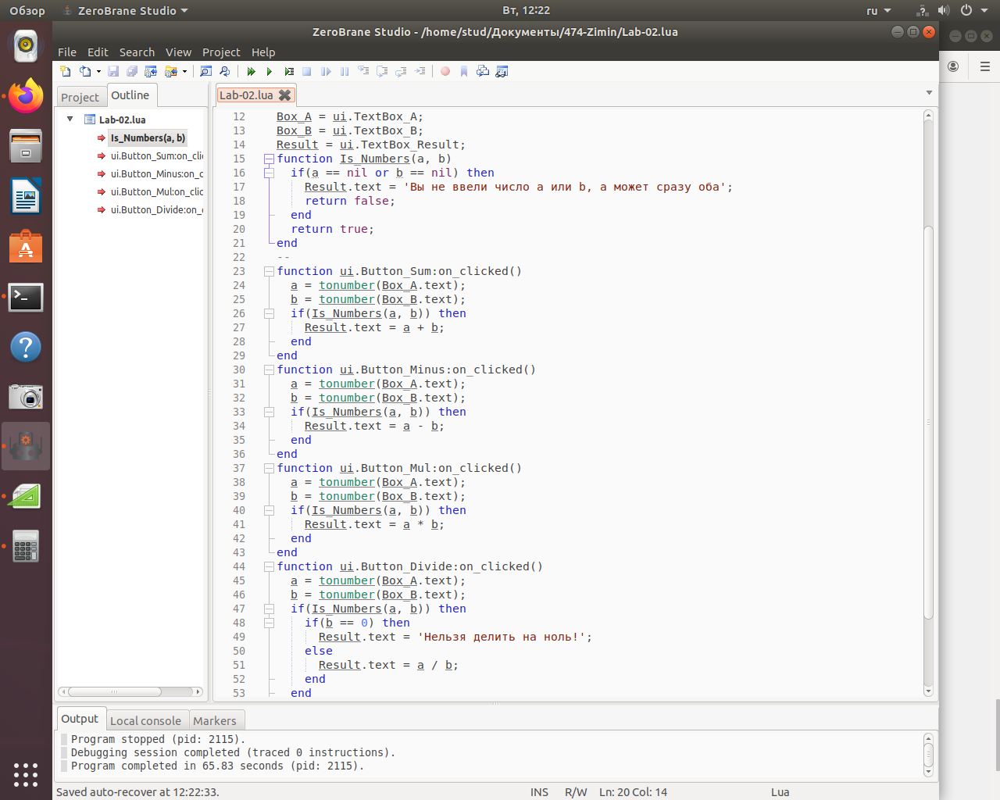 Обзор
ZeroBrane Studio
Вт, 12:22
ru
ZeroBrane Studio - /home/stud/Документы/474-Zimin/Lab-02.lua
File Edit Search View Project Help
Project Outline
Lab-02.lua
Is_Numbers(a, b)
ui.Button_Sum:on_clic
ui.Button_Minus:on_c
ui.Button_Mul:on_clic
ui.Button_Divide:on_c
Lab-02.lua
12 Box_A = ui.TextBox_A;
13 Box_B = ui.TextBox_B;
14 Result = ui.TextBox_Result;
15 function Is_Numbers(a, b)
16 if(a == nil or b == nil) then
17 Result.text = 'Вы не ввели число a или b, а может сразу оба';
18 return false;
19 end
20 return true;
21 end
22 --
23 function ui.Button_Sum:on_clicked()
24 a = tonumber(Box_A.text);
25 b = tonumber(Box_B.text);
26 if(Is_Numbers(a, b)) then
27 Result.text = a + b;
28 end
29 end
30 function ui.Button_Minus:on_clicked()
31 a = tonumber(Box_A.text);
32 b = tonumber(Box_B.text);
33 if(Is_Numbers(a, b)) then
34 Result.text = a - b;
35 end
36 end
37 function ui.Button_Mul:on_clicked()
38 a = tonumber(Box_A.text);
39 b = tonumber(Box_B.text);
40 if(Is_Numbers(a, b)) then
41 Result.text = a * b;
42 end
43 end
44 function ui.Button_Divide:on_clicked()
45 a = tonumber(Box_A.text);
46 b = tonumber(Box_B.text);
47 if(Is_Numbers(a, b)) then
48 if(b == 0) then
49 Result.text = 'Нельзя делить на ноль!';
50 else
51 Result.text = a / b;
52 end
53 end
Output Local console Markers
Program stopped (pid: 2115).
Debugging session completed (traced 0 instructions).
Program completed in 65.83 seconds (pid: 2115).
Saved auto-recover at 12:22:33. INS R/W Ln: 20 Col: 14 Lua